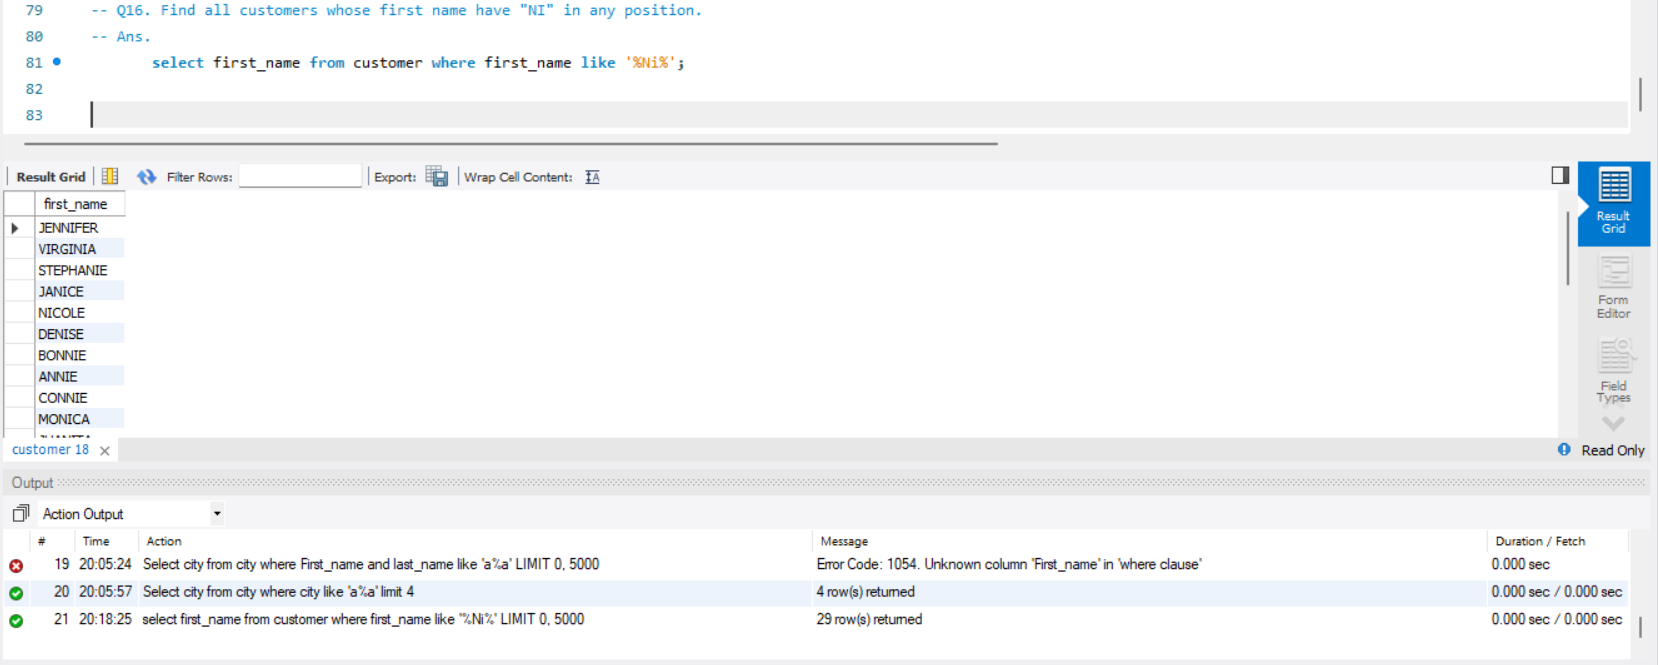 79 -- Q16. Find all customers whose first name have "NI" in any position.
80 -- Ans.
81 select first_name from customer where first_name like '%Ni%';
82
83
Result Grid Filter Rows: Export: Wrap Cell Content: IA
first_name
JENNIFER
VIRGINIA
STEPHANIE
JANICE
NICOLE
DENISE
BONNIE
ANNIE
CONNIE
MONICA
Result
Grid
Form
Editor
Field
Types
customer 18 Read Only
Output
Action Output
# Time Action Message Duration / Fetch
19 20:05:24 Select city from city where First_name and last_name like 'a%a' LIMIT 0, 5000 Error Code: 1054. Unknown column 'First_name' in 'where clause' 0.000 sec
20 20:05:57 Select city from city where city like 'a%a' limit 4 4 row(s) returned 0.000 sec / 0.000 sec
21 20:18:25 select first_name from customer where first_name like '%Ni%' LIMIT 0, 5000 29 row(s) returned 0.000 sec / 0.000 sec